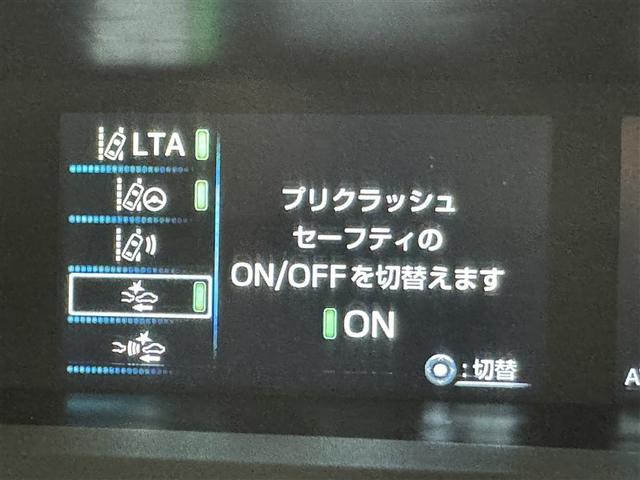 LTA
プリクラッシュ
セーフティの
ON/OFFを切替えます
ON
:切替